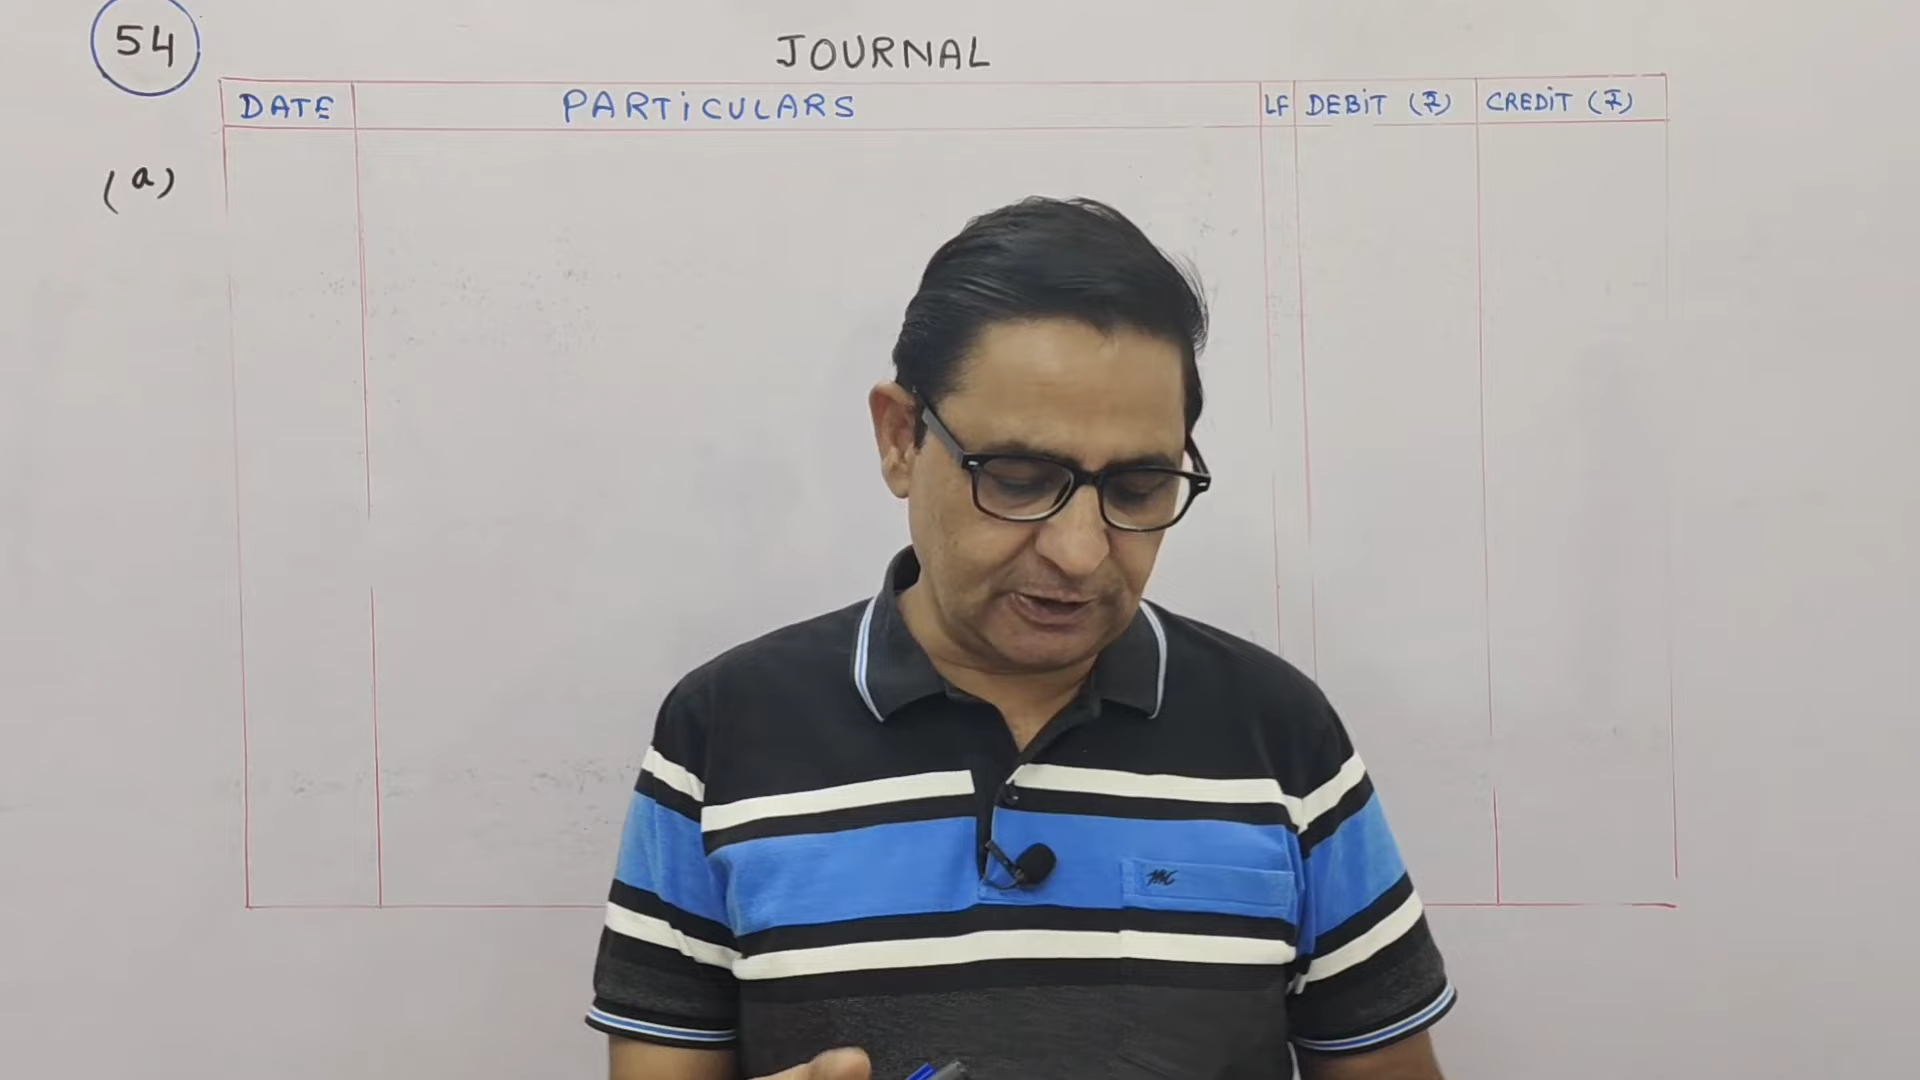 54
JOURNAL
DATE PARTiCULARS LF DEBiT (₹) CREDiT (₹)
(a)